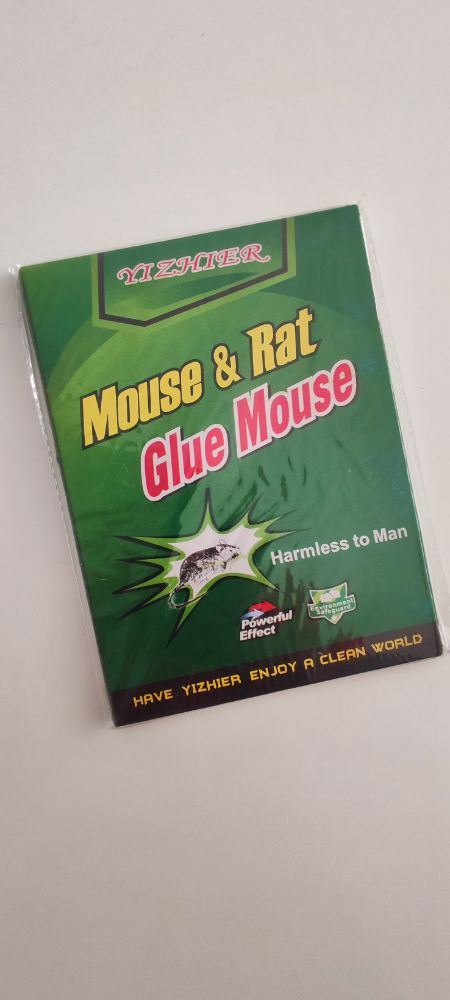 YIZHIER
Mouse & Rat
Glue Mouse
Harmless to Man
Powerful
Effect
Environment
Safeguard
HAVE YIZHIER ENJOY A CLEAN WORLD